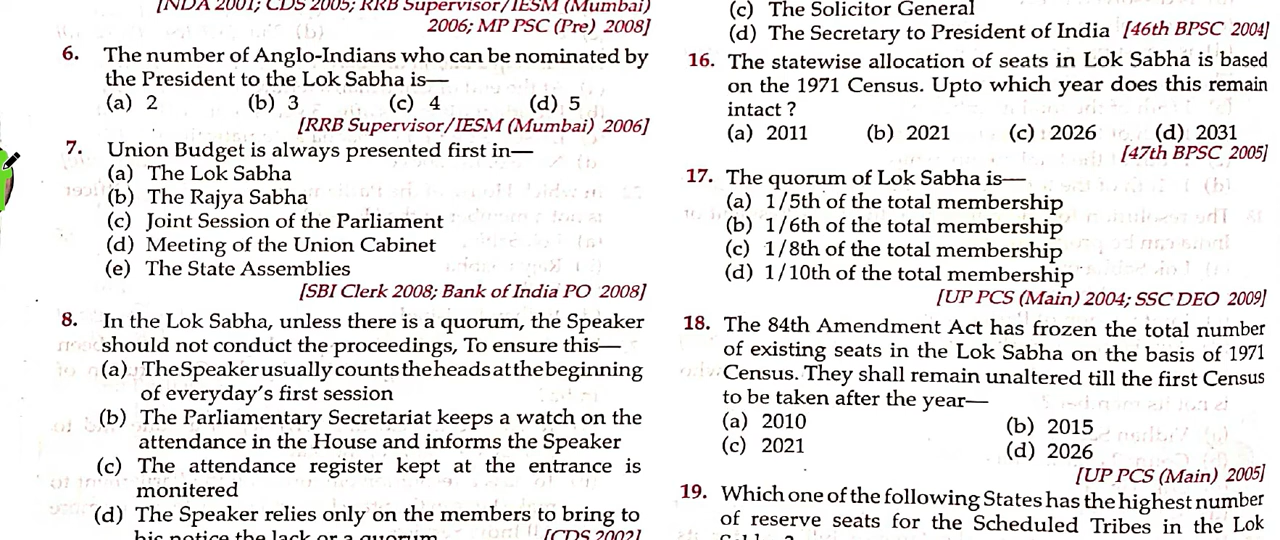 [NDA 2001; CDS 2005; RRB Supervisor/IESM (Mumbai)
2006; MP PSC (Pre) 2008]
6. The number of Anglo-Indians who can be nominated by
the President to the Lok Sabha is—
(a) 2 (b) 3 (c) 4 (d) 5
[RRB Supervisor/IESM (Mumbai) 2006]
7. Union Budget is always presented first in—
(a) The Lok Sabha
(b) The Rajya Sabha
(c) Joint Session of the Parliament
(d) Meeting of the Union Cabinet
(e) The State Assemblies
[SBI Clerk 2008; Bank of India PO 2008]
8. In the Lok Sabha, unless there is a quorum, the Speaker
should not conduct the proceedings, To ensure this—
(a) The Speaker usually counts the heads at the beginning
of everyday's first session
(b) The Parliamentary Secretariat keeps a watch on the
attendance in the House and informs the Speaker
(c) The attendance register kept at the entrance is
monitered
(d) The Speaker relies only on the members to bring to
his notice the lack or a quorum [CDS 2002]
(c) The Solicitor General
(d) The Secretary to President of India [46th BPSC 2004]
16. The statewise allocation of seats in Lok Sabha is based
on the 1971 Census. Upto which year does this remain
intact ?
(a) 2011 (b) 2021 (c) 2026 (d) 2031
[47th BPSC 2005]
17. The quorum of Lok Sabha is—
(a) 1/5th of the total membership
(b) 1/6th of the total membership
(c) 1/8th of the total membership
(d) 1/10th of the total membership
[UP PCS (Main) 2004; SSC DEO 2009]
18. The 84th Amendment Act has frozen the total number
of existing seats in the Lok Sabha on the basis of 1971
Census. They shall remain unaltered till the first Census
to be taken after the year—
(a) 2010 (b) 2015
(c) 2021 (d) 2026
[UP PCS (Main) 2005]
19. Which one of the following States has the highest number
of reserve seats for the Scheduled Tribes in the Lok